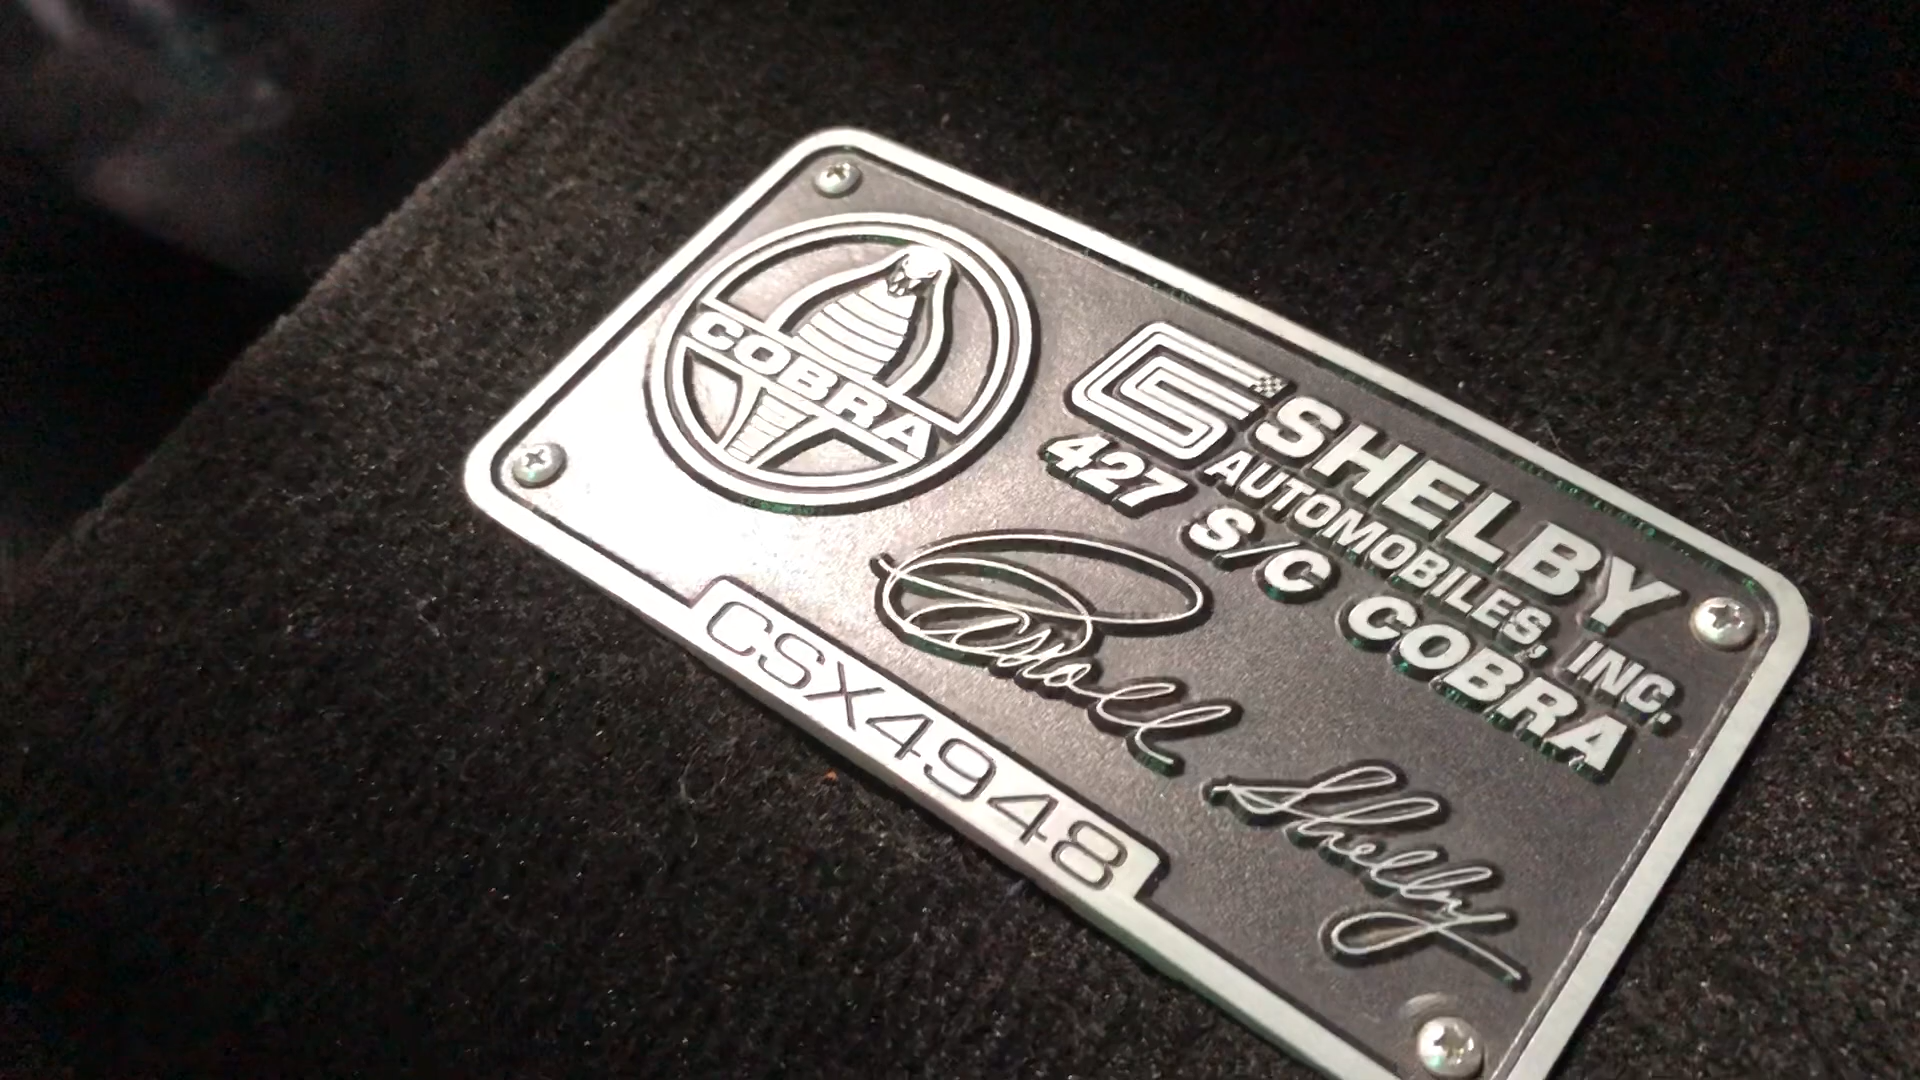 COBRA
SHELBY
AUTOMOBILES, INC.
427 S/C COBRA
Carroll Shelby
CSX4948